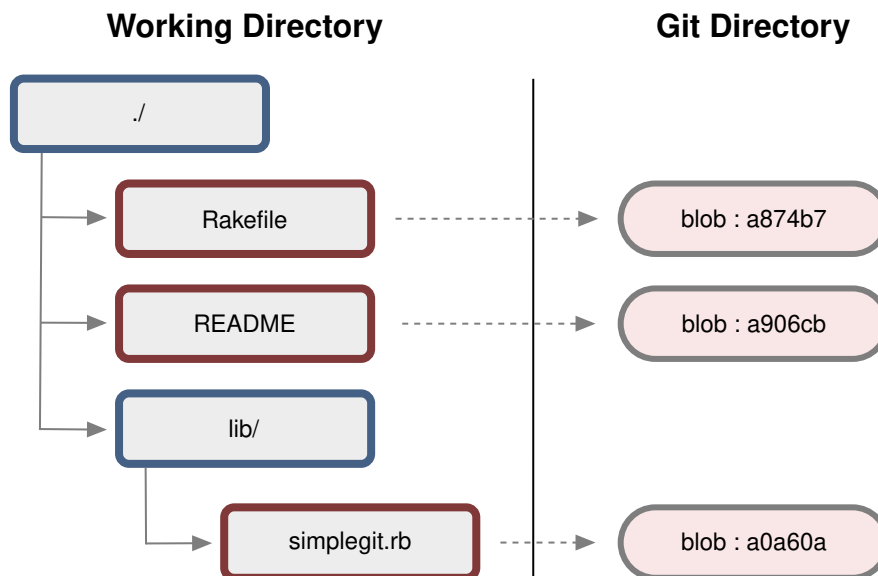 Working Directory
Git Directory
./
Rakefile
blob : a874b7
README
blob : a906cb
lib/
simplegit.rb
blob : a0a60a